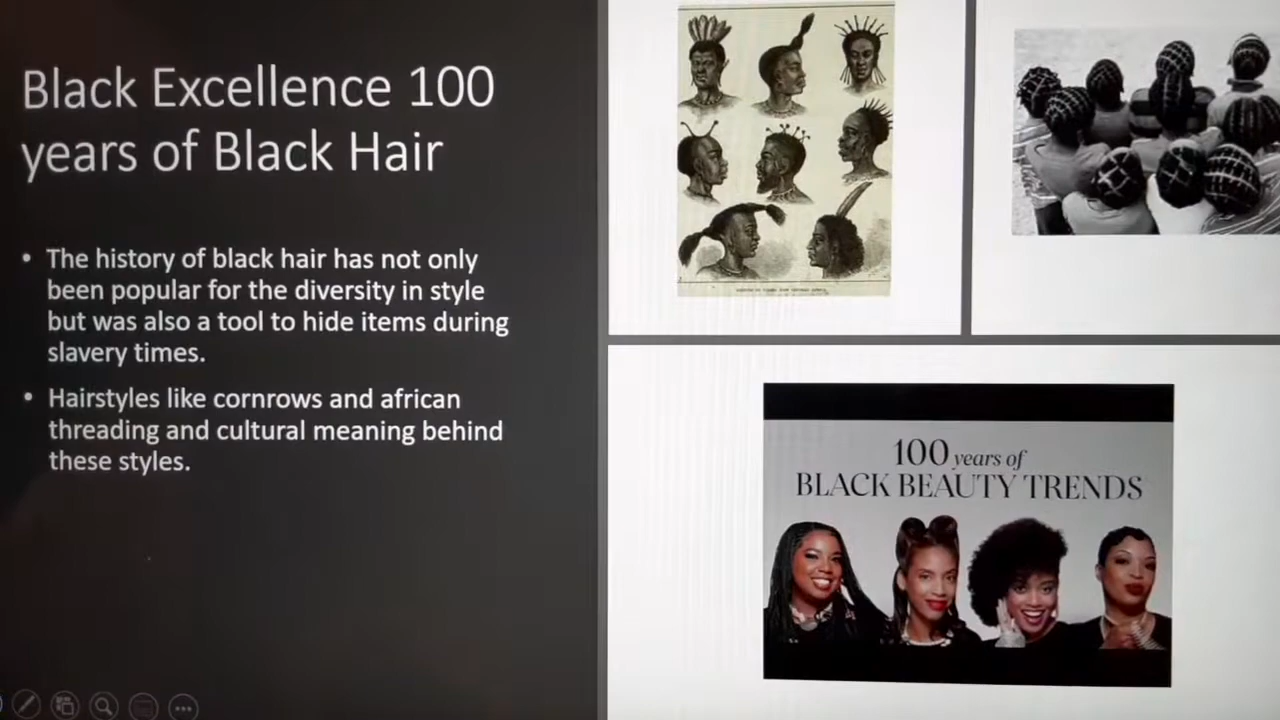 Black Excellence 100
years of Black Hair
• The history of black hair has not only
been popular for the diversity in style
but was also a tool to hide items during
slavery times.
• Hairstyles like cornrows and african
threading and cultural meaning behind
these styles.
100 years of
BLACK BEAUTY TRENDS